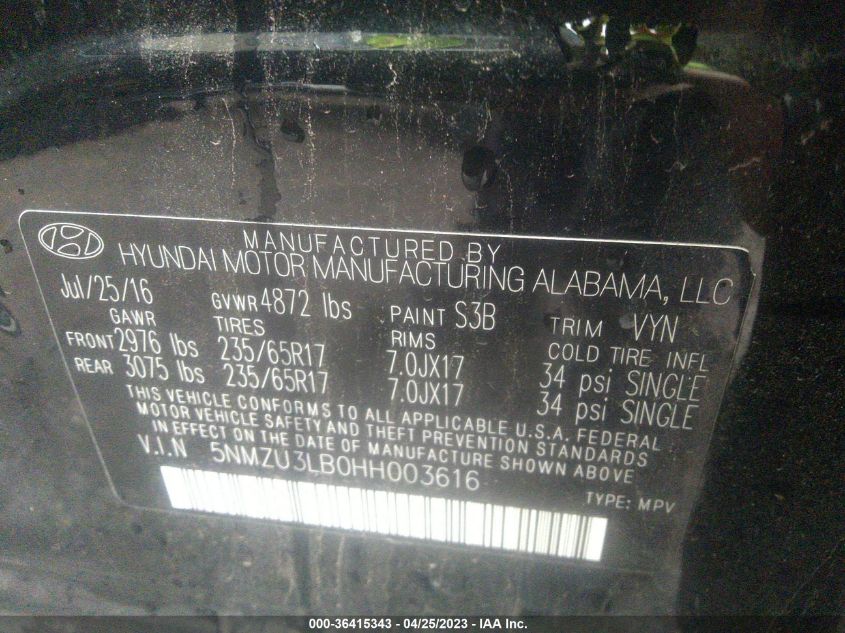 MANUFACTURED BY
HYUNDAI MOTOR MANUFACTURING ALABAMA, LLC
Jul/25/16 GVWR 4872 lbs PAINT S3B TRIM VYN
GAWR TIRES RIMS COLD TIRE INFL
FRONT 2976 lbs 235/65R17 7.0JX17 34 psi SINGLE
REAR 3075 lbs 235/65R17 7.0JX17 34 psi SINGLE
THIS VEHICLE CONFORMS TO ALL APPLICABLE U.S.A. FEDERAL
MOTOR VEHICLE SAFETY AND THEFT PREVENTION STANDARDS
IN EFFECT ON THE DATE OF MANUFACTURE SHOWN ABOVE
V.I.N 5NMZU3LB0HH003616
TYPE: MPV
000-36415343 - 04/25/2023 - IAA Inc.